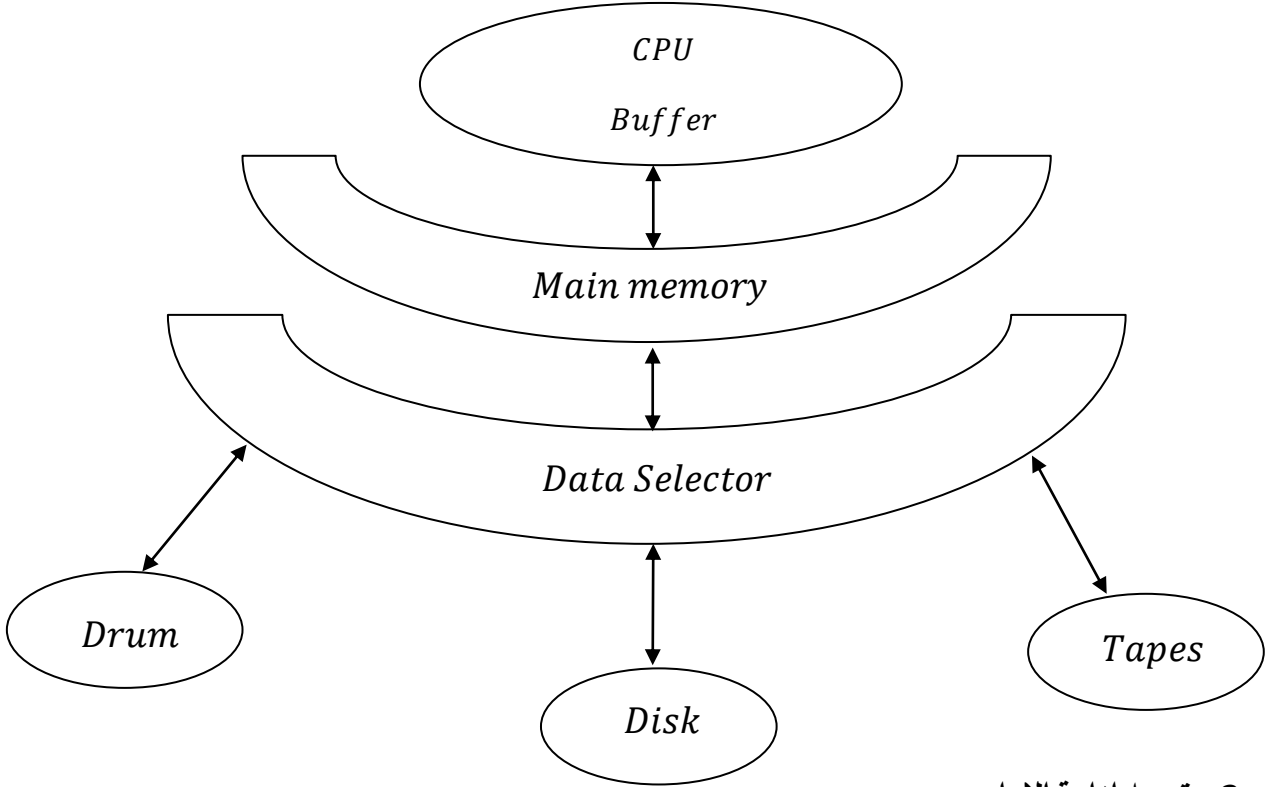 CPU
Buffer
Main memory
Data Selector
Drum
Disk
Tapes